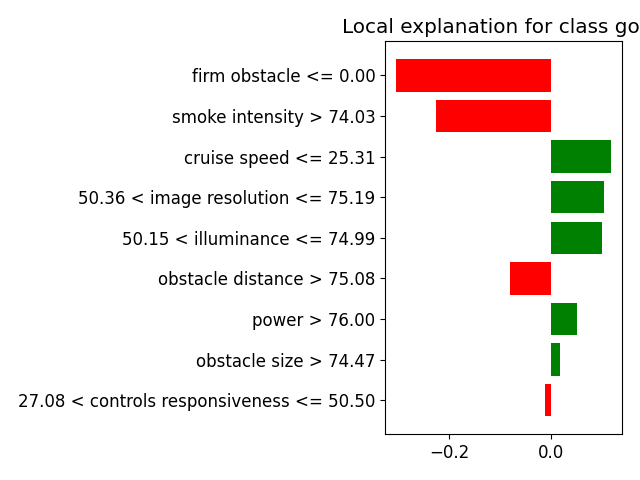 Local explanation for class go
firm obstacle <= 0.00
smoke intensity > 74.03
cruise speed <= 25.31
50.36 < image resolution <= 75.19
50.15 < illuminance <= 74.99
obstacle distance > 75.08
power > 76.00
obstacle size > 74.47
27.08 < controls responsiveness <= 50.50
−0.2 0.0